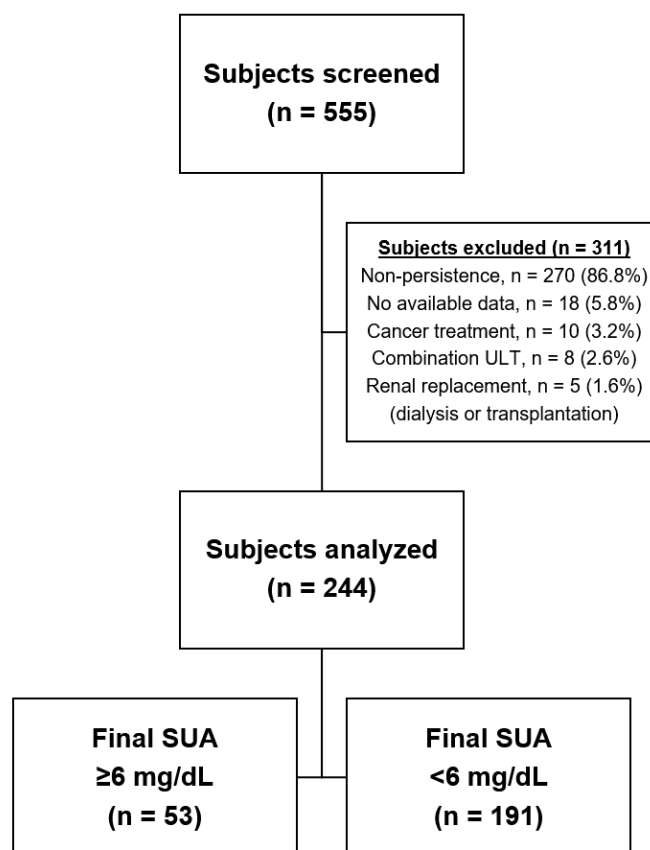 Subjects screened
(n = 555)
Subjects excluded (n = 311)
Non-persistence, n = 270 (86.8%)
No available data, n = 18 (5.8%)
Cancer treatment, n = 10 (3.2%)
Combination ULT, n = 8 (2.6%)
Renal replacement, n = 5 (1.6%)
(dialysis or transplantation)
Subjects analyzed
(n = 244)
Final SUA
≥6 mg/dL
(n = 53)
Final SUA
<6 mg/dL
(n = 191)